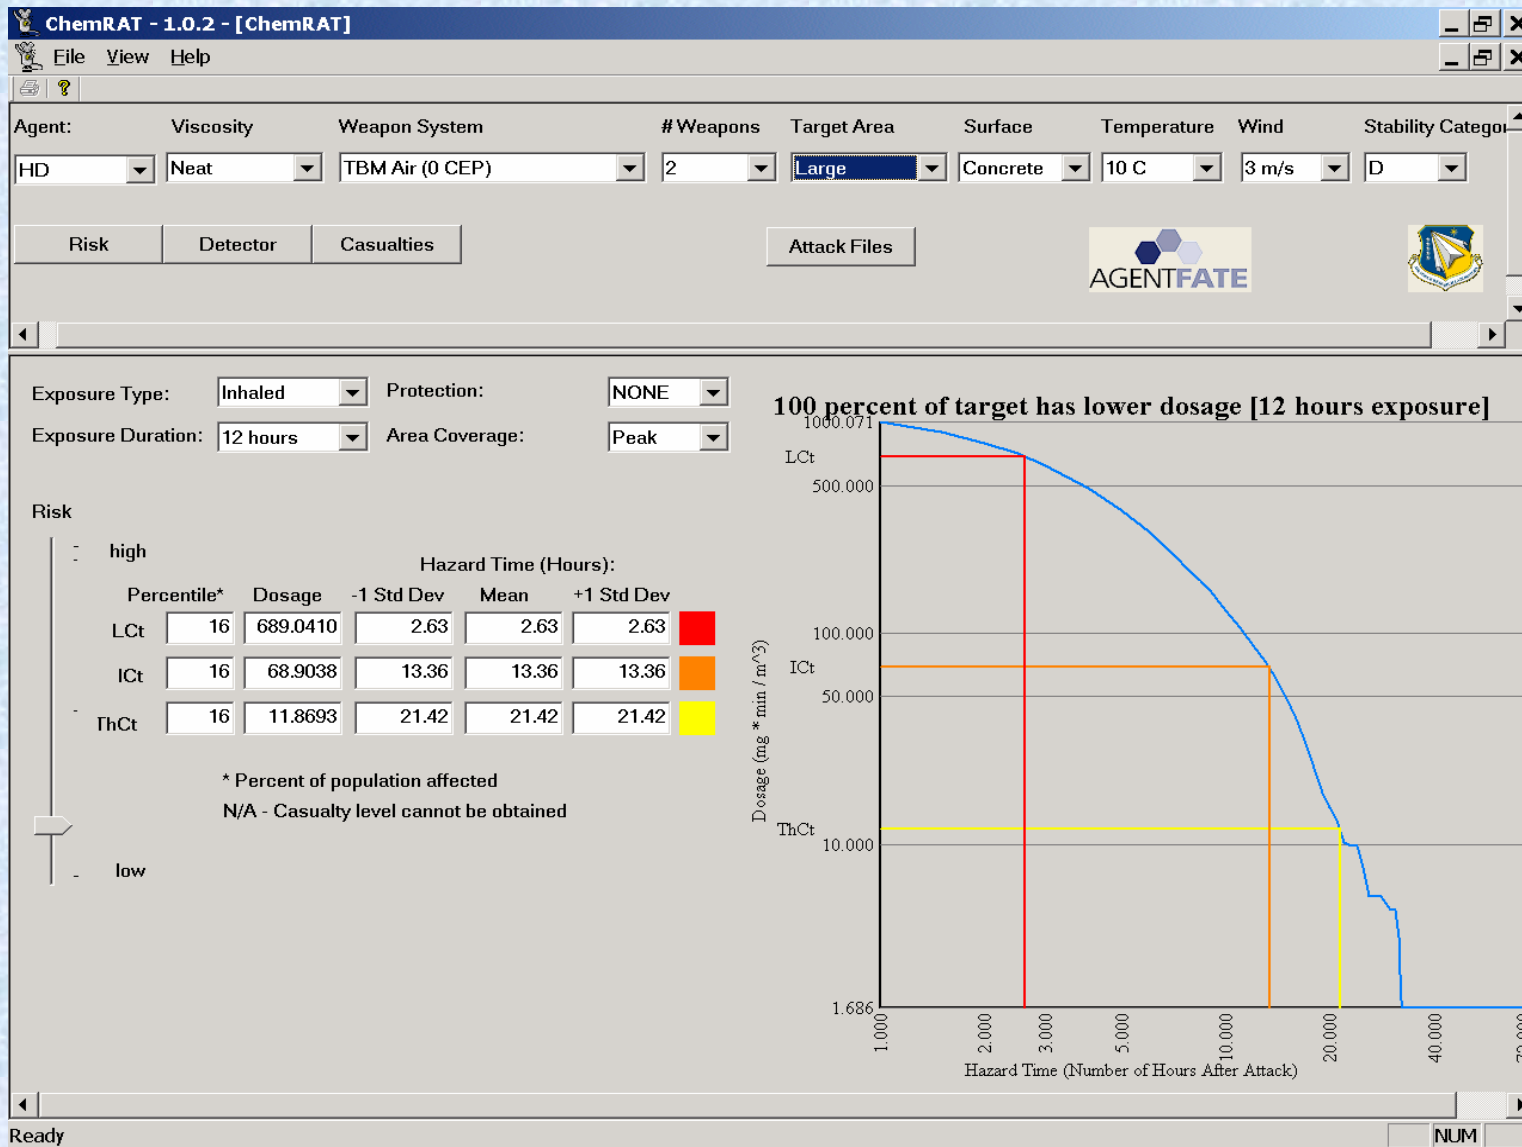 ChemRAT - 1.0.2 - [ChemRAT]
File View Help
Agent: Viscosity Weapon System # Weapons Target Area Surface Temperature Wind Stability Categor
HD Neat TBM Air (0 CEP) 2 Large Concrete 10 C 3 m/s D
Risk Detector Casualties Attack Files
AGENTFATE
Exposure Type: Inhaled Protection: NONE
Exposure Duration: 12 hours Area Coverage: Peak
Risk
high
Hazard Time (Hours):
Percentile* Dosage -1 Std Dev Mean +1 Std Dev
LCt 16 689.0410 2.63 2.63 2.63
ICt 16 68.9038 13.36 13.36 13.36
ThCt 16 11.8693 21.42 21.42 21.42
* Percent of population affected
N/A - Casualty level cannot be obtained
low
100 percent of target has lower dosage [12 hours exposure]
1000.071
LCt
500.000
100.000
ICt
50.000
ThCt
10.000
1.686
Dosage (mg * min / m^3)
1.000 2.000 3.000 5.000 10.000 20.000 40.000
Hazard Time (Number of Hours After Attack)
Ready NUM